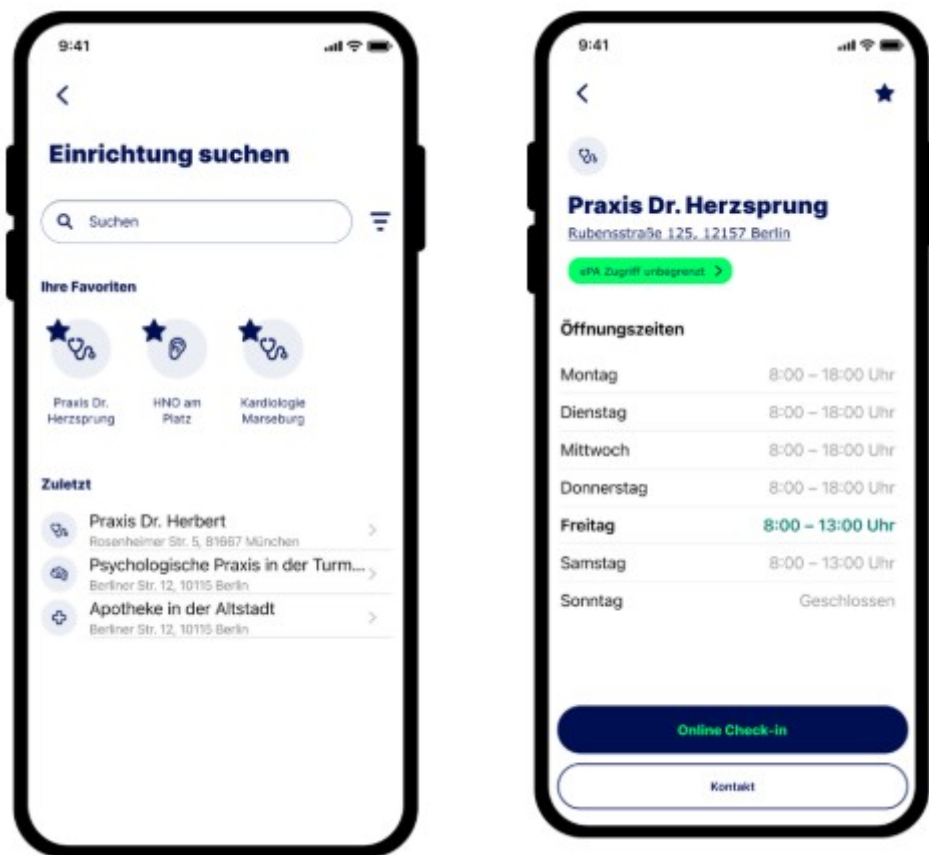 9:41
Einrichtung suchen
Suchen
Ihre Favoriten
Praxis Dr.
Herzsprung
HNO am
Platz
Kardiologie
Marseburg
Zuletzt
Praxis Dr. Herbert
Rosenheimer Str. 5, 81667 München
Psychologische Praxis in der Turm...
Berliner Str. 12, 10115 Berlin
Apotheke in der Altstadt
Berliner Str. 12, 10115 Berlin
9:41
Praxis Dr. Herzsprung
Rubensstraße 125, 12157 Berlin
ePA Zugriff unbegrenzt
Öffnungszeiten
Montag 8:00 – 18:00 Uhr
Dienstag 8:00 – 18:00 Uhr
Mittwoch 8:00 – 18:00 Uhr
Donnerstag 8:00 – 18:00 Uhr
Freitag 8:00 – 13:00 Uhr
Samstag 8:00 – 13:00 Uhr
Sonntag Geschlossen
Online Check-in
Kontakt